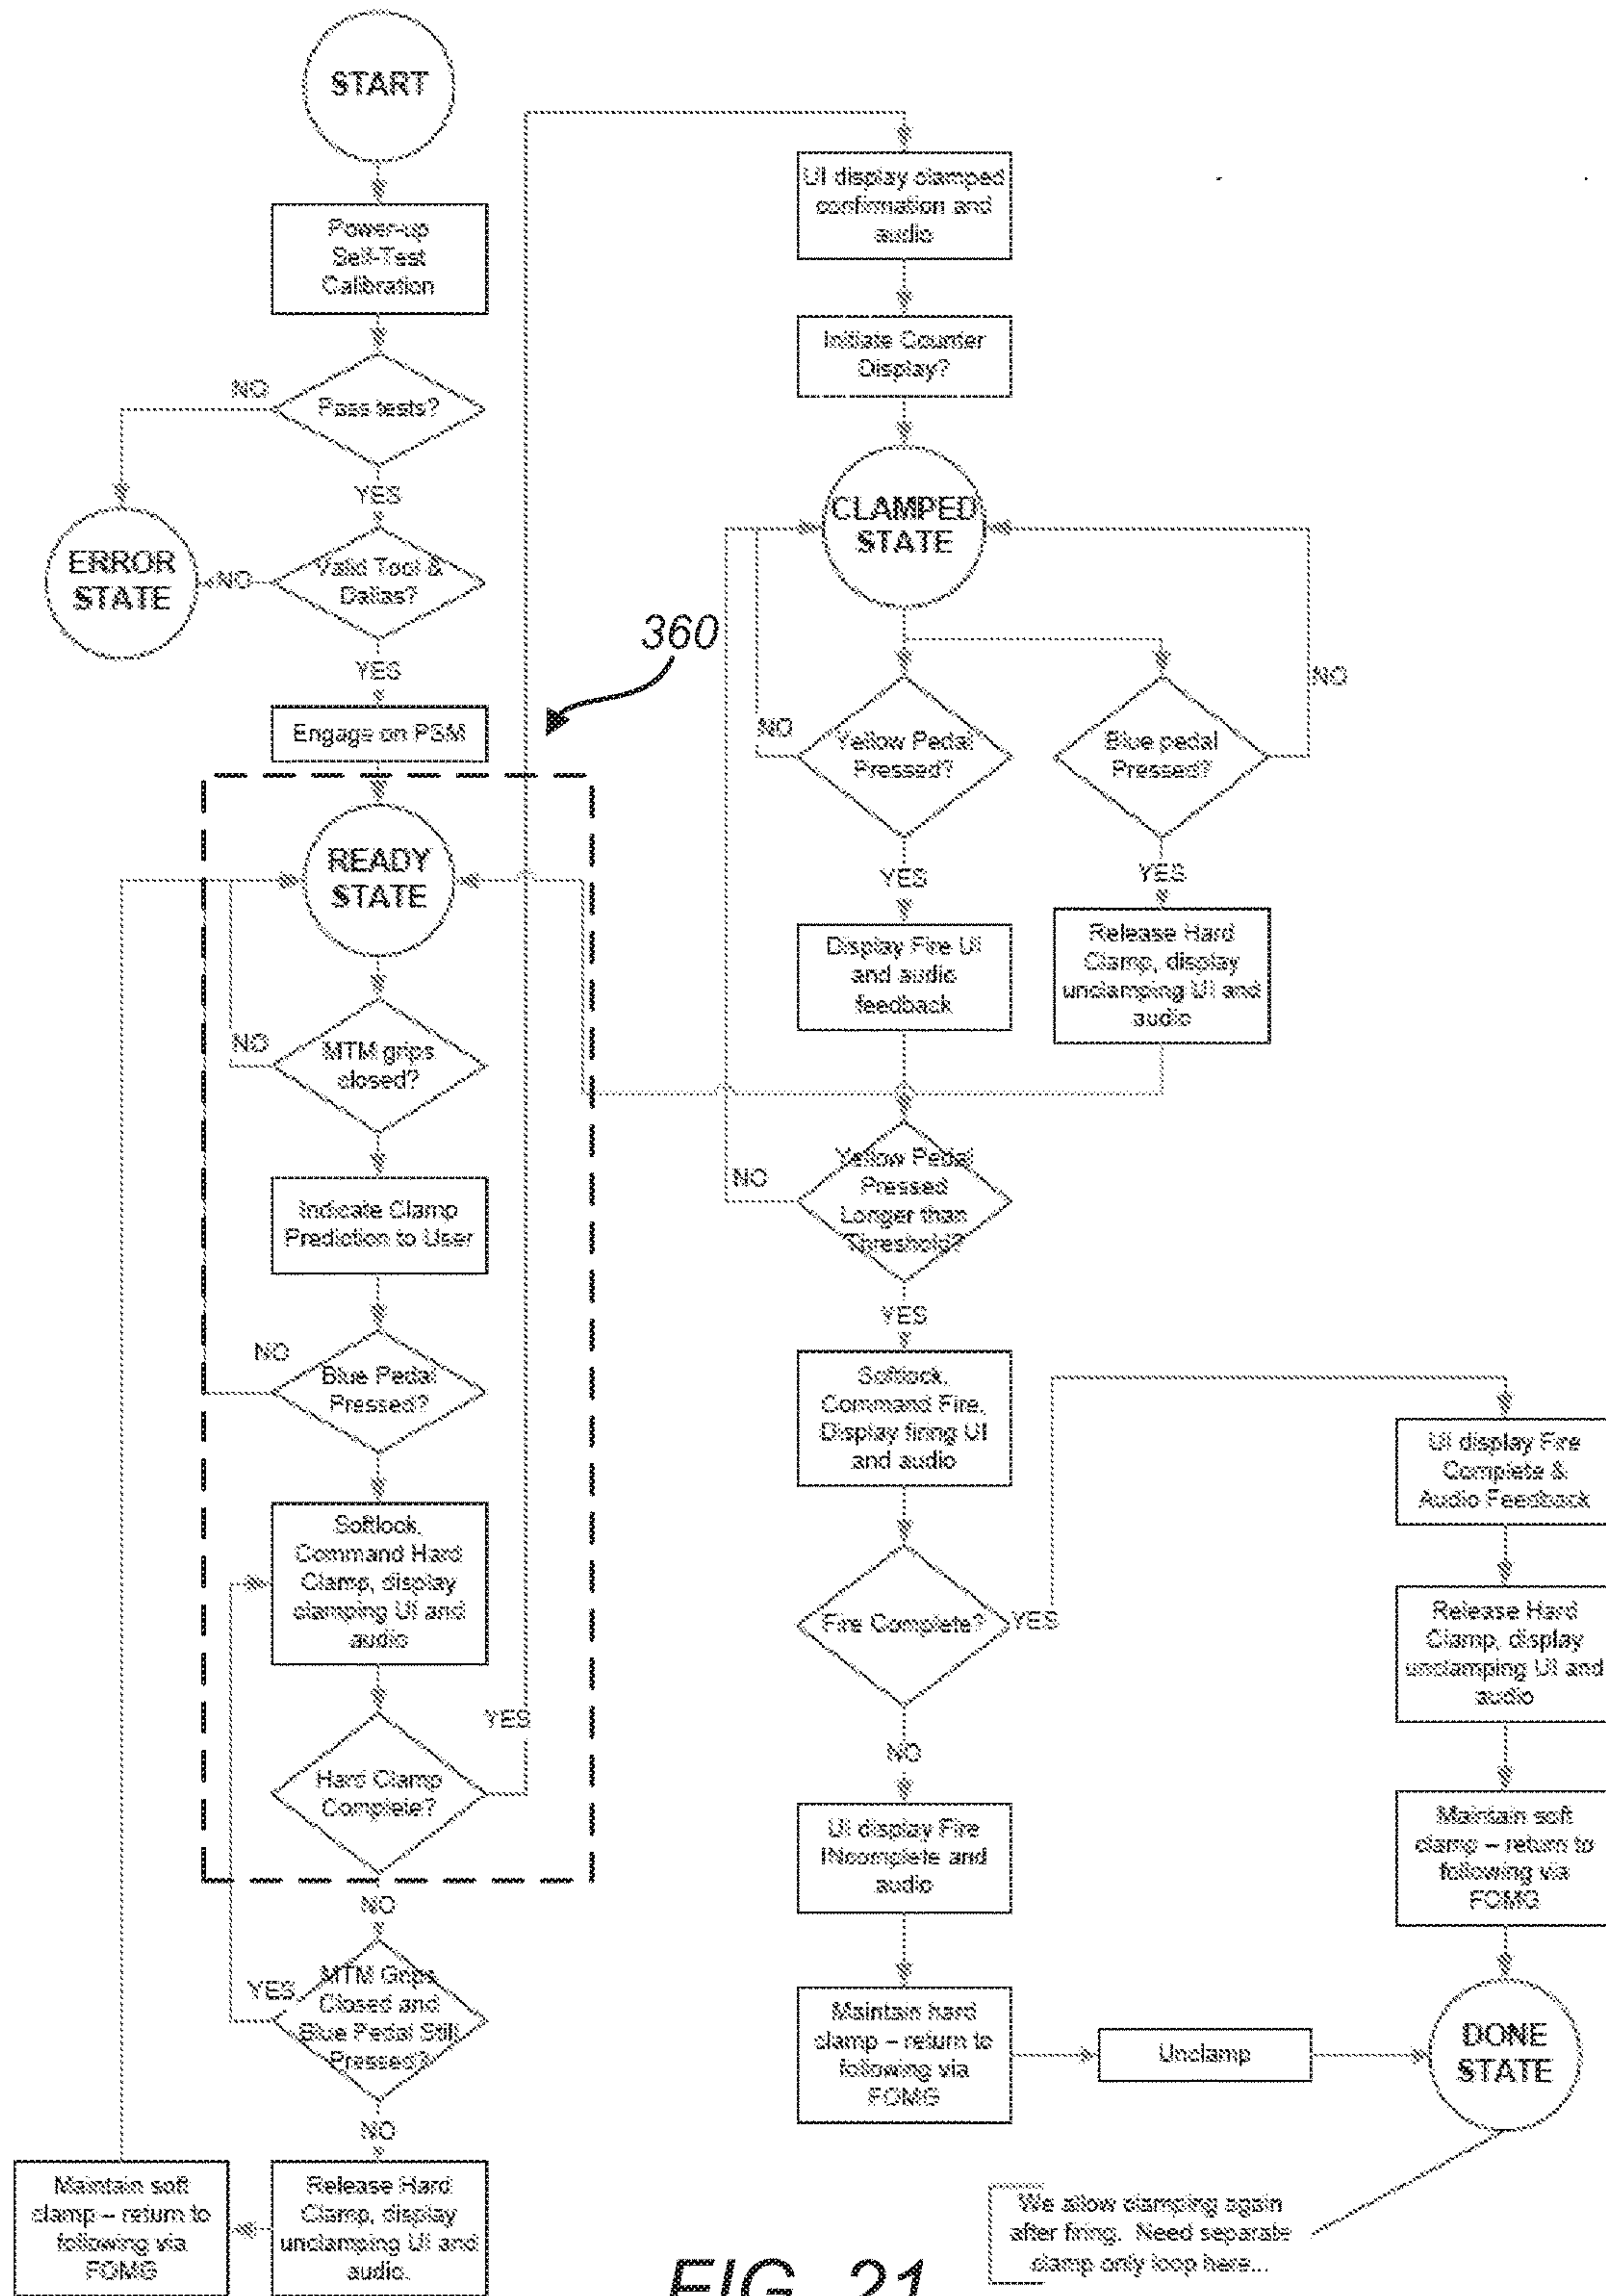 START
Power-up
Self-Test
Calibration
NO
Pass tests?
YES
ERROR
STATE
NO
Valid Tool &
Dallas?
YES
Engage on PSM
360
READY
STATE
NO
MTM grips
closed?
Indicate Clamp
Prediction to User
NO
Blue Pedal
Pressed?
Softlock,
Command Hard
Clamp, display
clamping UI and
audio
YES
Hard Clamp
Complete?
NO
YES
MTM Grips
Closed and
Blue Pedal Still
Pressed?
NO
Maintain soft
clamp – return to
following via
FOMG
Release Hard
Clamp, display
unclamping UI and
audio.
UI display clamped
confirmation and
audio
Initiate Counter
Display?
CLAMPED
STATE
NO
Yellow Pedal
Pressed?
Blue pedal
Pressed?
NO
YES
YES
Display Fire UI
and audio
feedback
Release Hard
Clamp, display
unclamping UI and
audio
NO
Yellow Pedal
Pressed
Longer than
Threshold?
YES
Softlock,
Command Fire,
Display firing UI
and audio
Fire Complete?
YES
NO
UI display Fire
INcomplete and
audio
Maintain hard
clamp – return to
following via
FOMG
Unclamp
UI display Fire
Complete &
Audio Feedback
Release Hard
Clamp, display
unclamping UI and
audio
Maintain soft
clamp – return to
following via
FOMG
DONE
STATE
We allow clamping again
after firing. Need separate
clamp only loop here...
FIG. 21